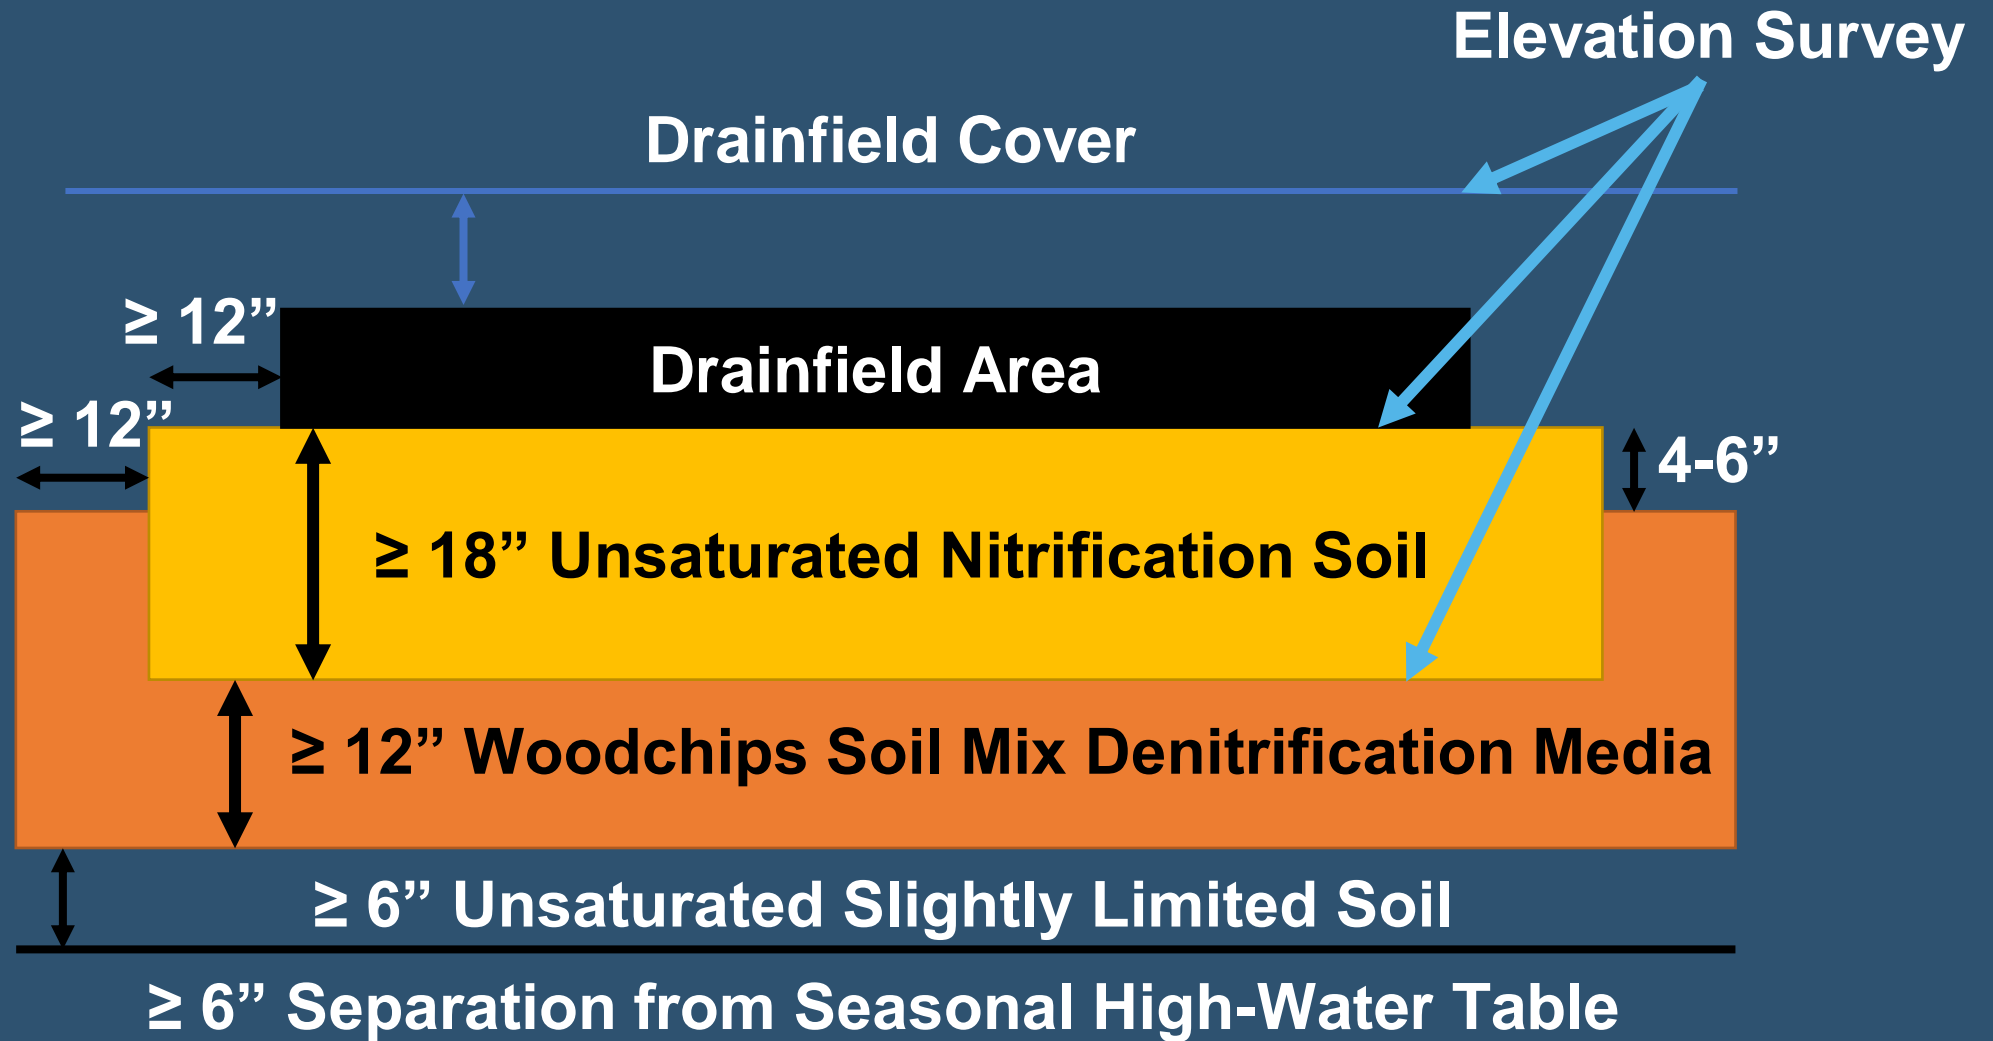 Elevation Survey
Drainfield Cover
≥ 12”
Drainfield Area
≥ 12”
4-6”
≥ 18” Unsaturated Nitrification Soil
≥ 12” Woodchips Soil Mix Denitrification Media
≥ 6” Unsaturated Slightly Limited Soil
≥ 6” Separation from Seasonal High-Water Table